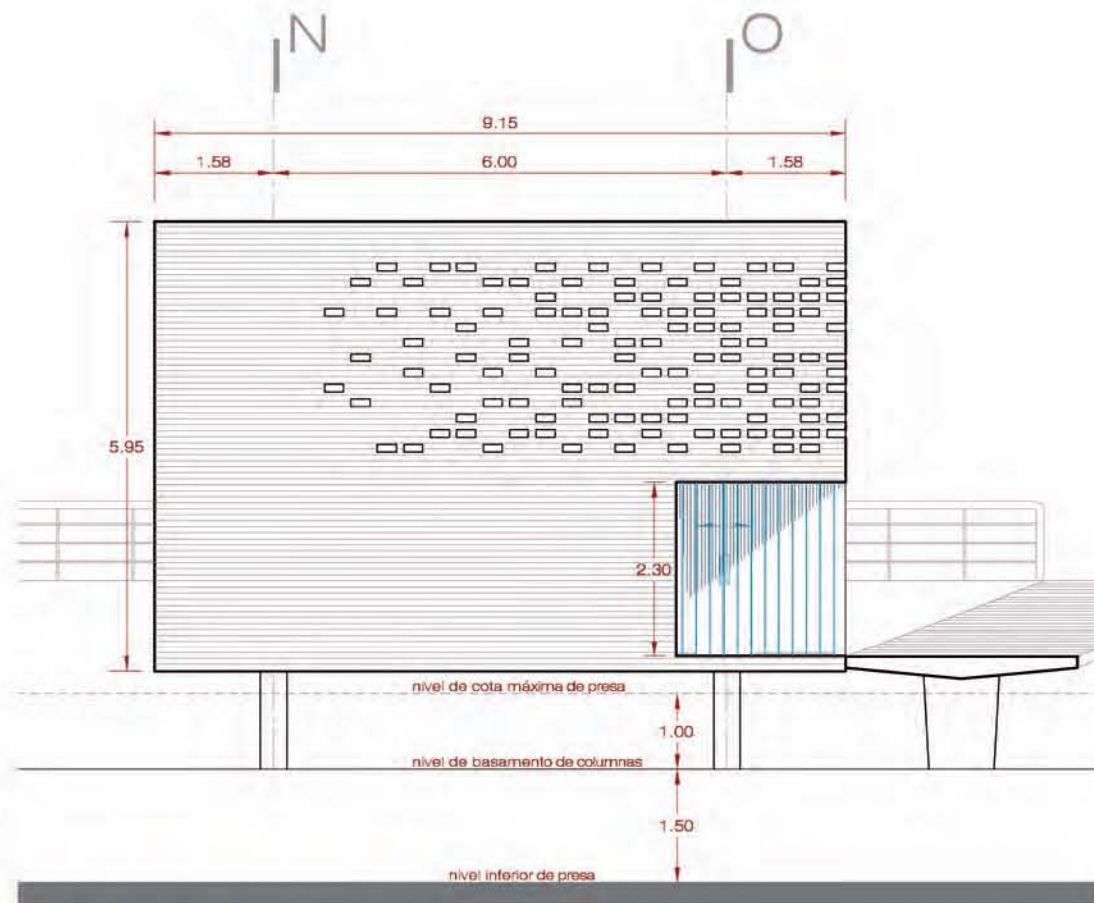 N
O
9.15
1.58
6.00
1.58
5.95
2.30
nivel de cota máxima de presa
1.00
nivel de basamento de columnas
1.50
nivel inferior de presa